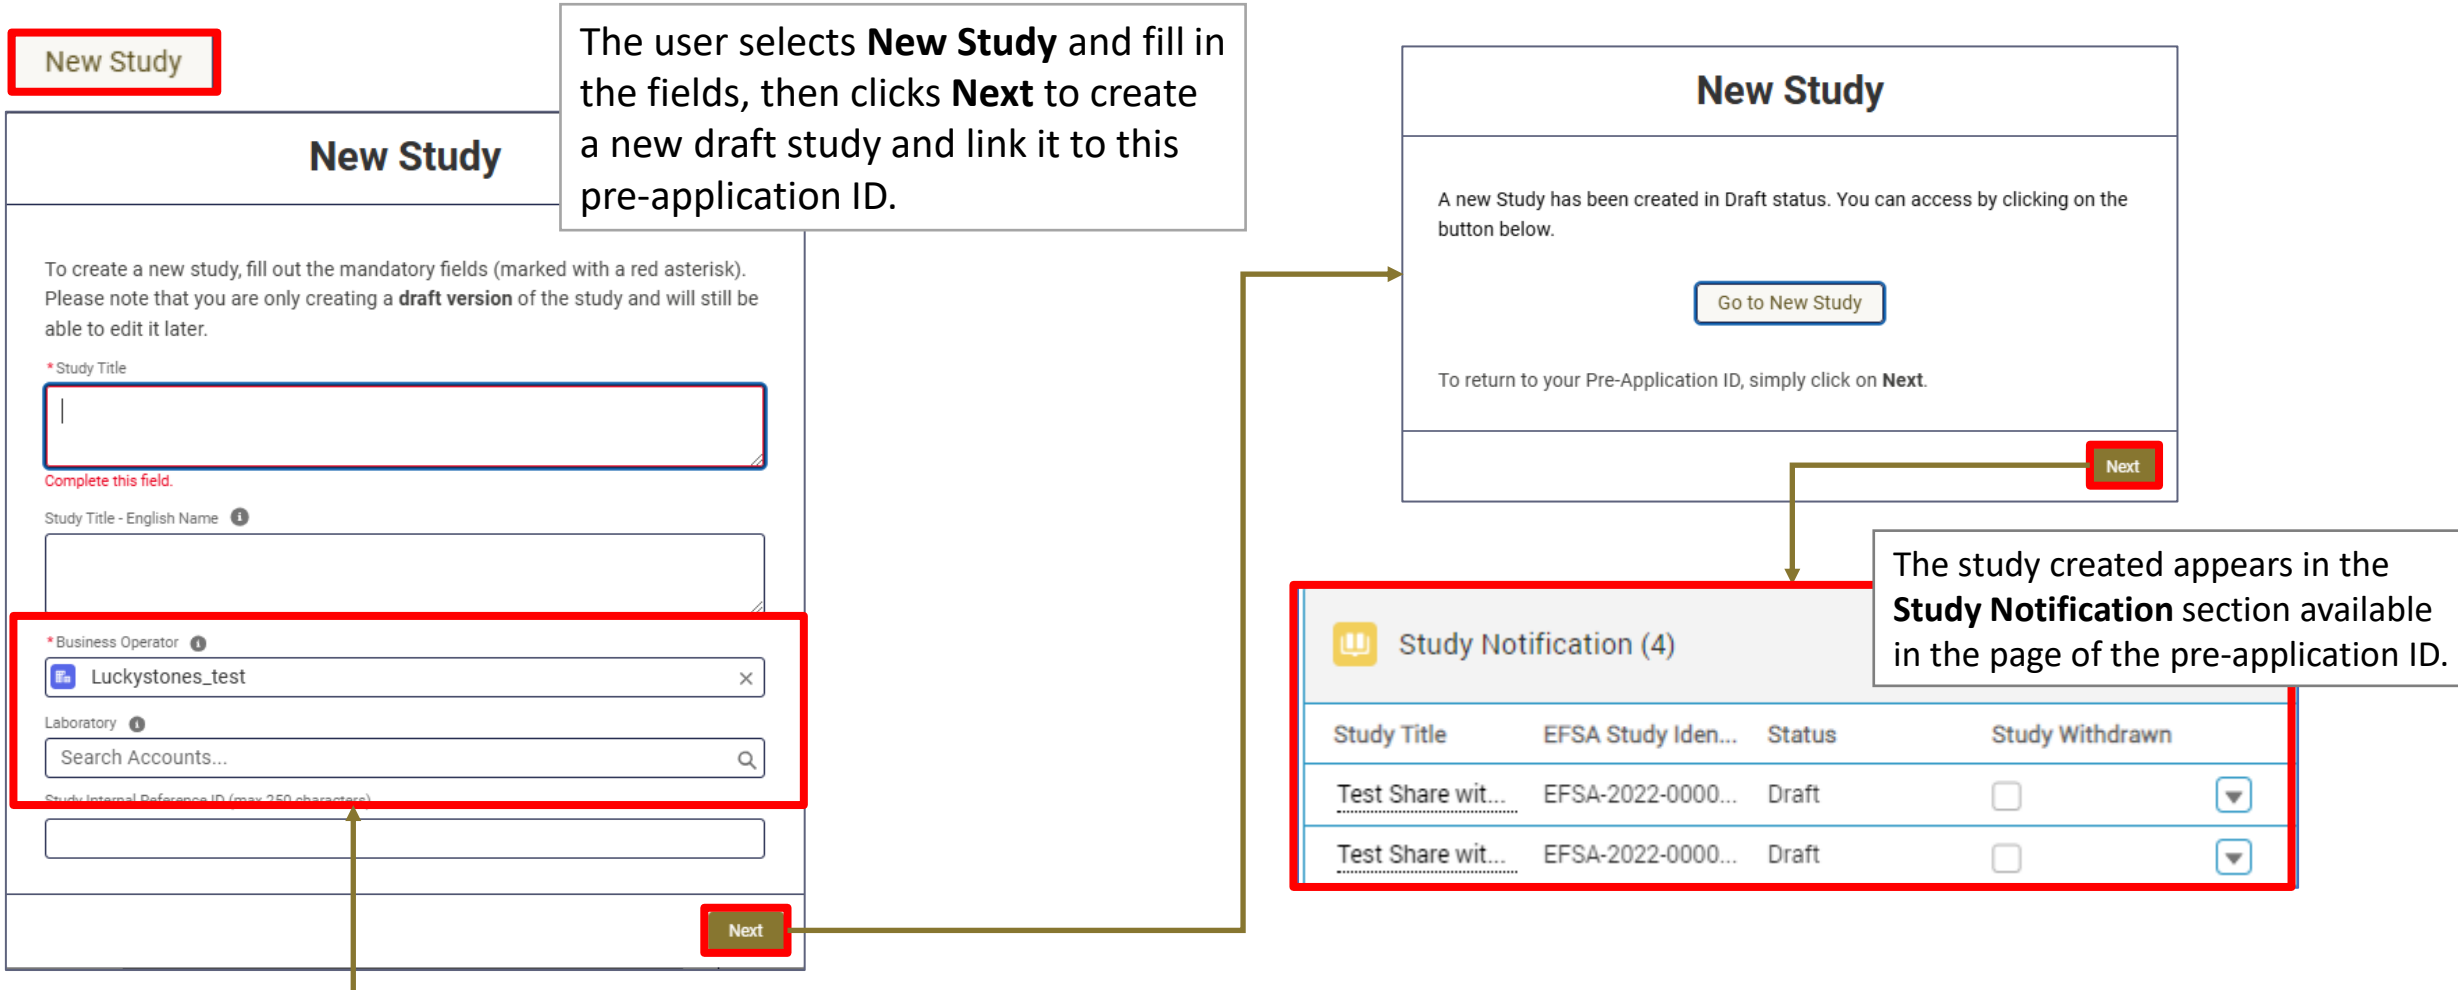 New Study
The user selects New Study and fill in
the fields, then clicks Next to create
a new draft study and link it to this
pre-application ID.
New Study
To create a new study, fill out the mandatory fields (marked with a red asterisk).
Please note that you are only creating a draft version of the study and will still be
able to edit it later.
* Study Title
Complete this field.
Study Title - English Name
* Business Operator
Luckystones_test
Laboratory
Search Accounts...
Study Internal Reference ID (max 250 characters)
Next
New Study
A new Study has been created in Draft status. You can access by clicking on the
button below.
Go to New Study
To return to your Pre-Application ID, simply click on Next.
Next
The study created appears in the
Study Notification section available
in the page of the pre-application ID.
Study Notification (4)
Study Title EFSA Study Iden... Status Study Withdrawn
Test Share wit... EFSA-2022-0000... Draft
Test Share wit... EFSA-2022-0000... Draft